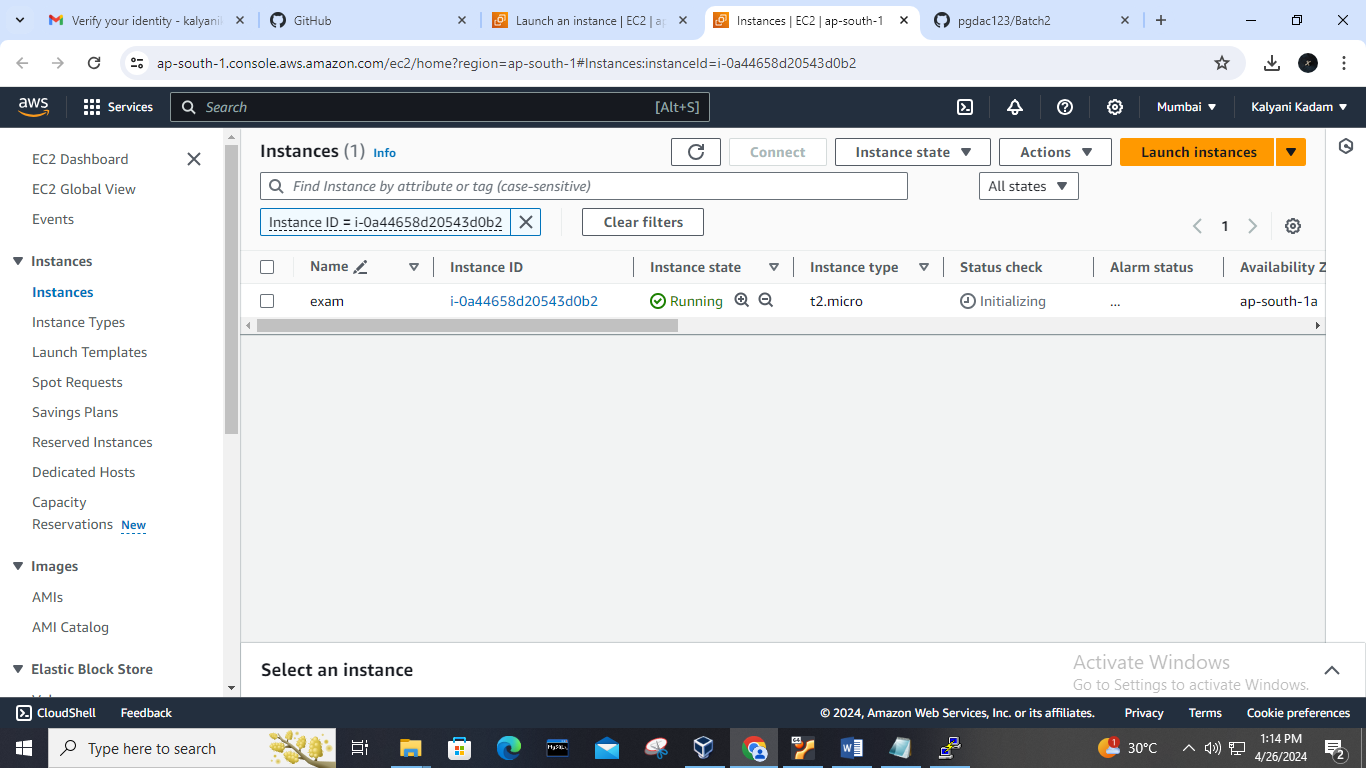 Verify your identity - kalyanik
GitHub
Launch an instance | EC2 | ap
Instances | EC2 | ap-south-1
pgdac123/Batch2
ap-south-1.console.aws.amazon.com/ec2/home?region=ap-south-1#Instances:instanceId=i-0a44658d20543d0b2
aws
Services
Search
[Alt+S]
Mumbai
Kalyani Kadam
EC2 Dashboard
EC2 Global View
Events
Instances
Instances
Instance Types
Launch Templates
Spot Requests
Savings Plans
Reserved Instances
Dedicated Hosts
Capacity
Reservations New
Images
AMIs
AMI Catalog
Elastic Block Store
Instances (1) Info
Connect
Instance state
Actions
Launch instances
Find Instance by attribute or tag (case-sensitive)
All states
Instance ID = i-0a44658d20543d0b2
Clear filters
1
Name Instance ID Instance state Instance type Status check Alarm status Availability Z
exam i-0a44658d20543d0b2 Running t2.micro Initializing ... ap-south-1a
Select an instance
Activate Windows
Go to Settings to activate Windows.
CloudShell Feedback © 2024, Amazon Web Services, Inc. or its affiliates. Privacy Terms Cookie preferences
Type here to search
MySQL
1
30°C
1:14 PM
4/26/2024
2